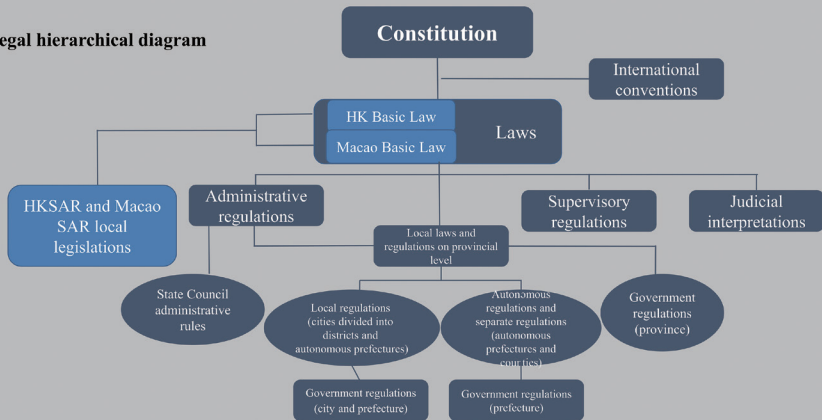 egal hierarchical diagram
Constitution
International
conventions
HK Basic Law
Macao Basic Law
Laws
HKSAR and Macao
SAR local
legislations
Administrative
regulations
Supervisory
regulations
Judicial
interpretations
Local laws and
regulations on provincial
level
State Council
administrative
rules
Local regulations
(cities divided into
districts and
autonomous prefectures)
Autonomous
regulations and
separate regulations
(autonomous
prefectures and
counties)
Government
regulations
(province)
Government regulations
(city and prefecture)
Government regulations
(prefecture)